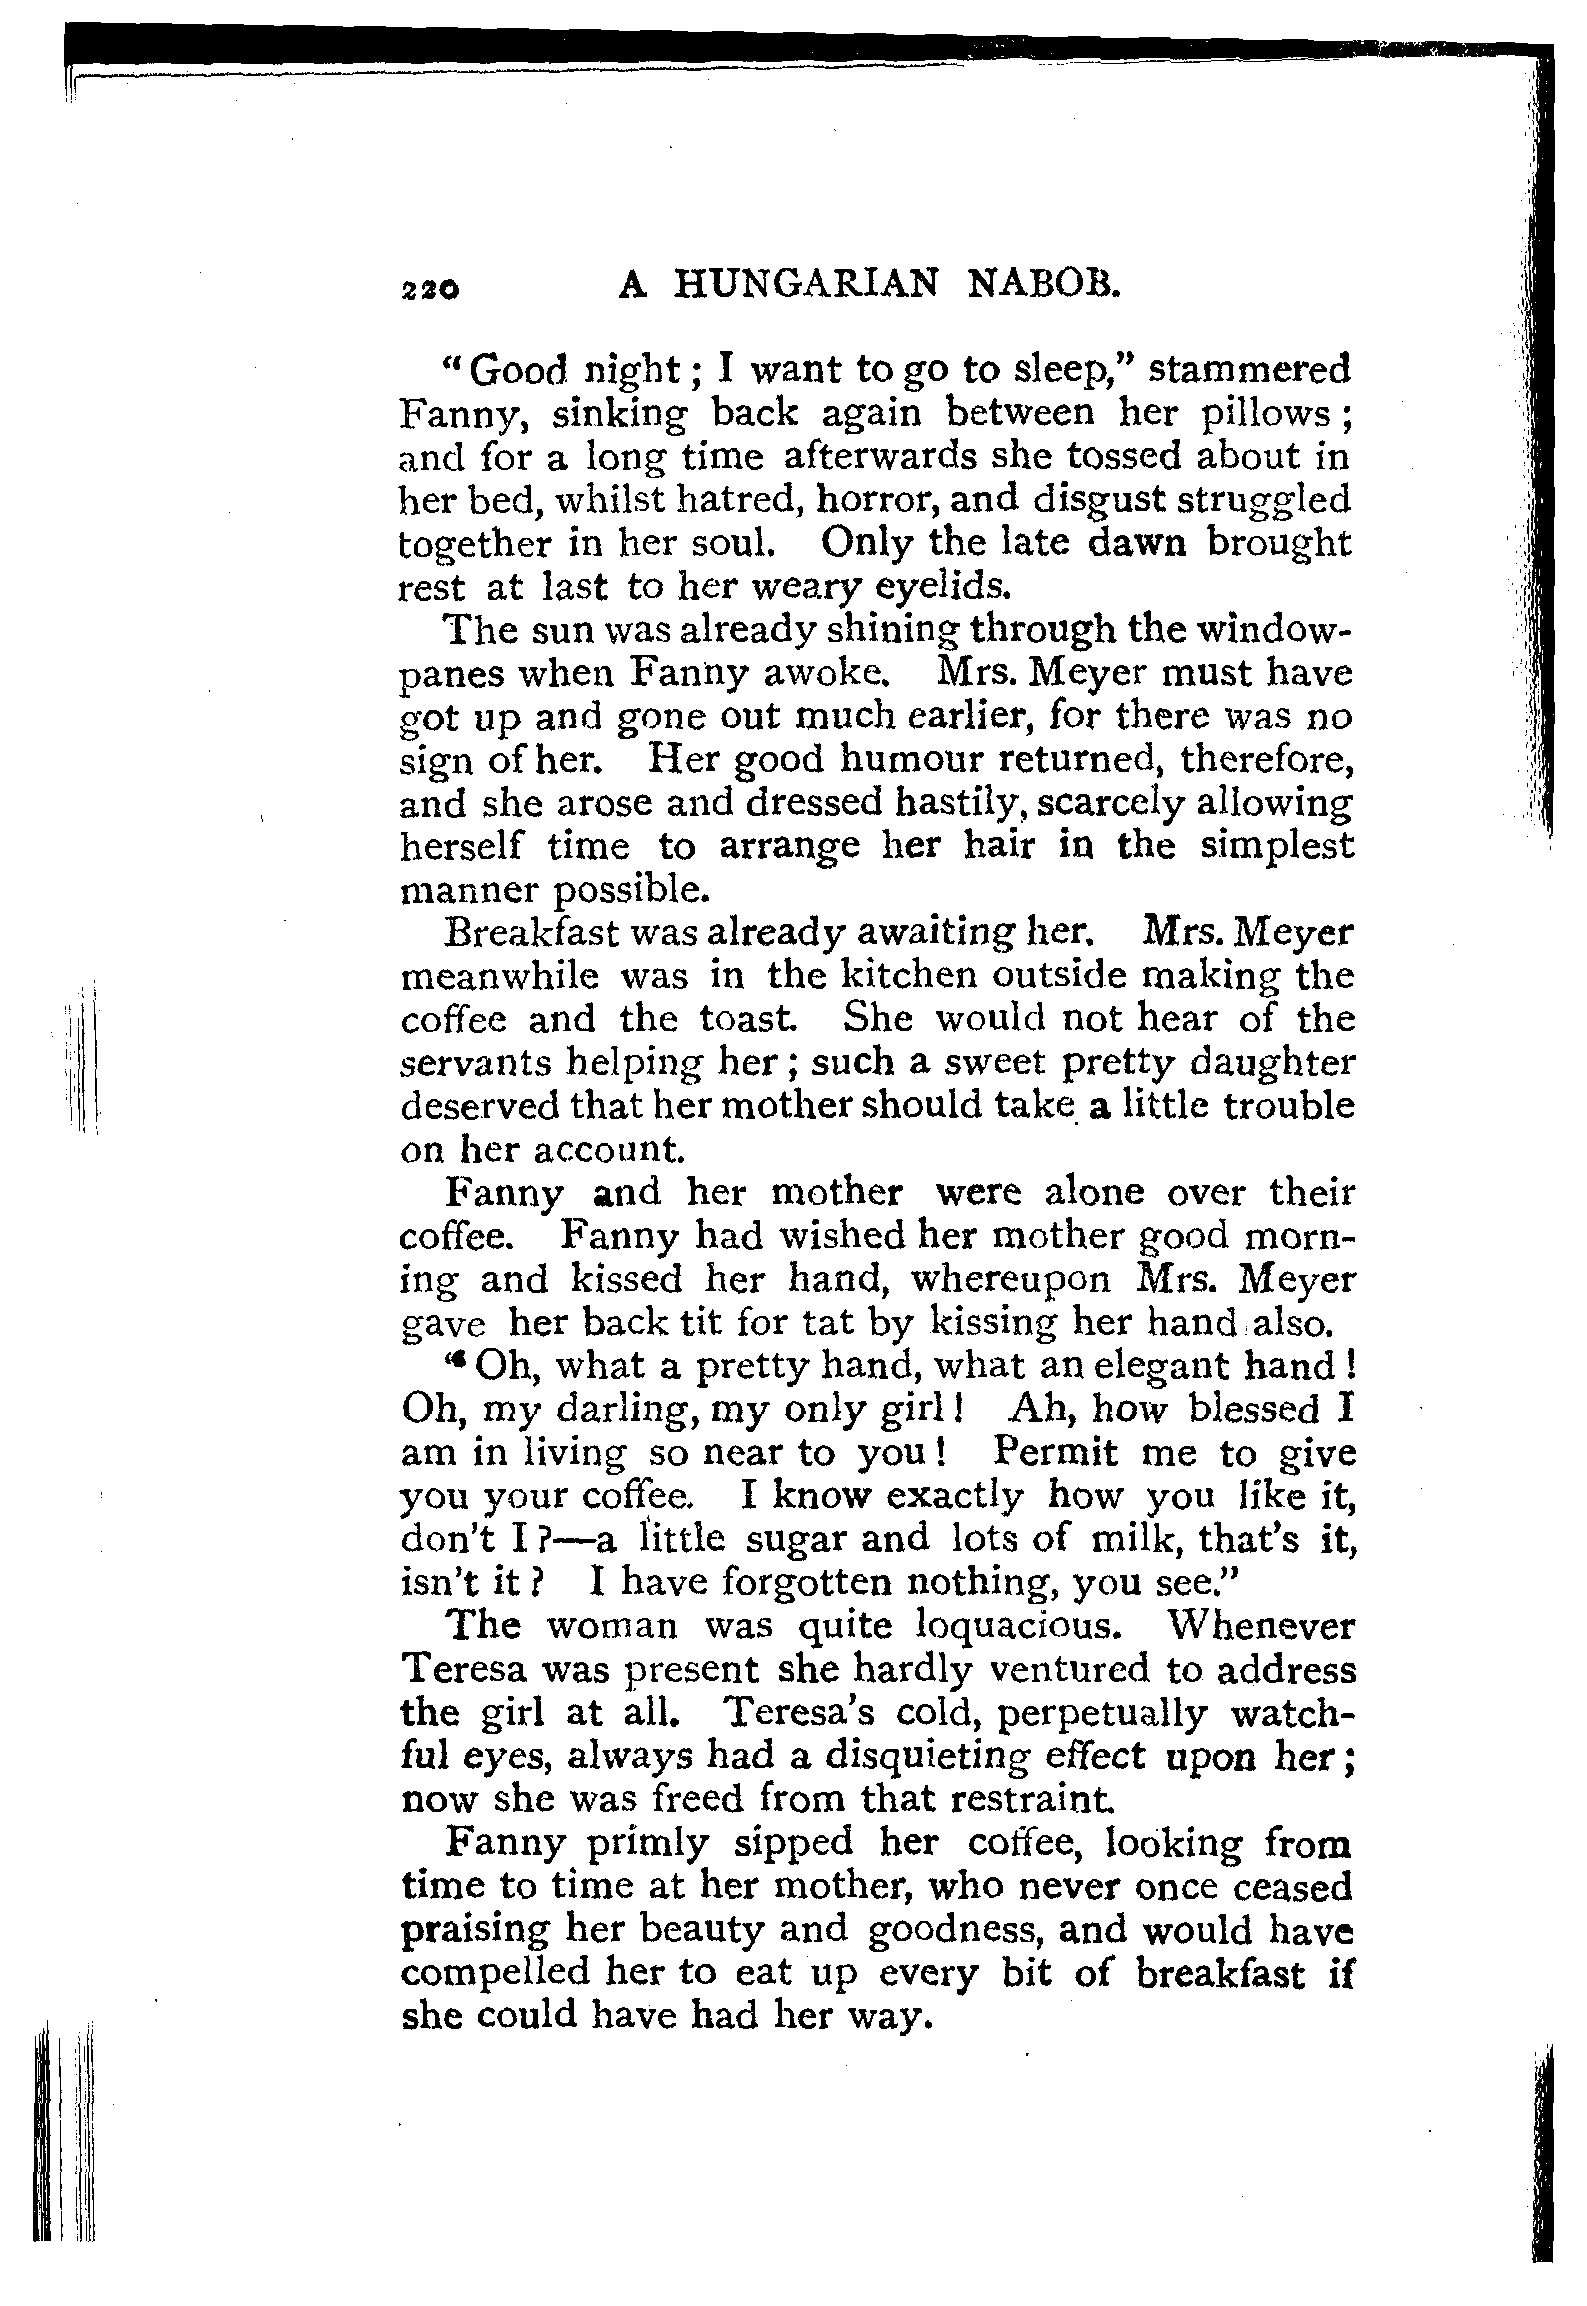 220 A HUNGARIAN NABOB.
"Good night; I want to go to sleep," stammered
Fanny, sinking back again between her pillows;
and for a long time afterwards she tossed about in
her bed, whilst hatred, horror, and disgust struggled
together in her soul. Only the late dawn brought
rest at last to her weary eyelids.
The sun was already shining through the window-
panes when Fanny awoke. Mrs. Meyer must have
got up and gone out much earlier, for there was no
sign of her. Her good humour returned, therefore,
and she arose and dressed hastily, scarcely allowing
herself time to arrange her hair in the simplest
manner possible.
Breakfast was already awaiting her. Mrs. Meyer
meanwhile was in the kitchen outside making the
coffee and the toast. She would not hear of the
servants helping her; such a sweet pretty daughter
deserved that her mother should take a little trouble
on her account.
Fanny and her mother were alone over their
coffee. Fanny had wished her mother good morn-
ing and kissed her hand, whereupon Mrs. Meyer
gave her back tit for tat by kissing her hand also.
"Oh, what a pretty hand, what an elegant hand!
Oh, my darling, my only girl! Ah, how blessed I
am in living so near to you! Permit me to give
you your coffee. I know exactly how you like it,
don't I?—a little sugar and lots of milk, that's it,
isn't it? I have forgotten nothing, you see."
The woman was quite loquacious. Whenever
Teresa was present she hardly ventured to address
the girl at all. Teresa's cold, perpetually watch-
ful eyes, always had a disquieting effect upon her;
now she was freed from that restraint.
Fanny primly sipped her coffee, looking from
time to time at her mother, who never once ceased
praising her beauty and goodness, and would have
compelled her to eat up every bit of breakfast if
she could have had her way.